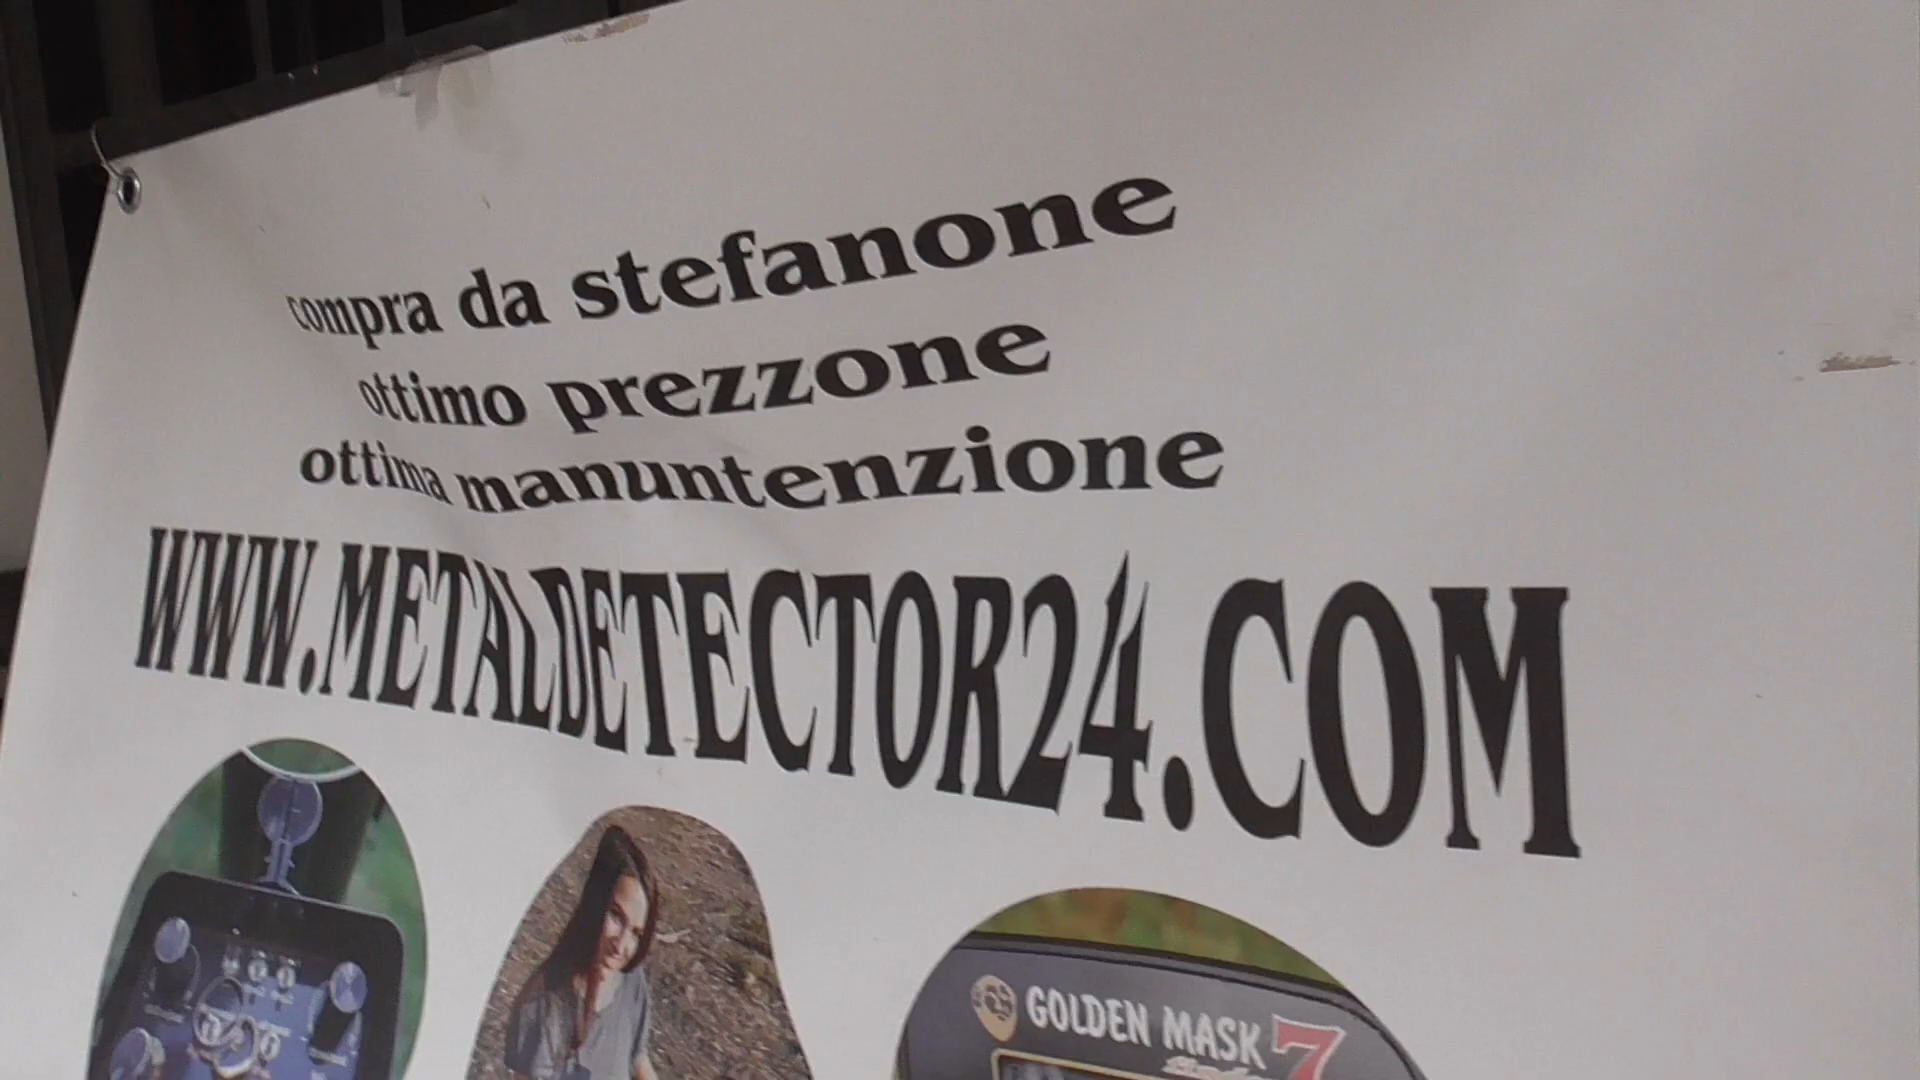 compra da stefanone
ottimo prezzone
ottima manuntenzione
WWW.METALDETECTOR24.COM
GOLDEN MASK 7